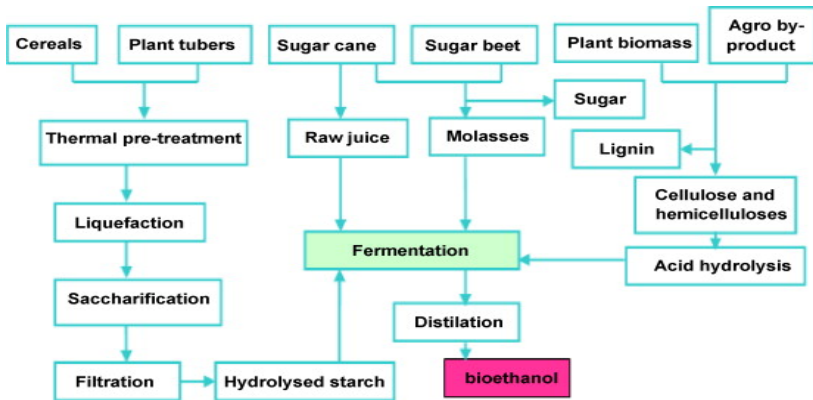 Cereals
Plant tubers
Sugar cane
Sugar beet
Plant biomass
Agro by-
product
Sugar
Thermal pre-treatment
Raw juice
Molasses
Lignin
Liquefaction
Cellulose and
hemicelluloses
Fermentation
Acid hydrolysis
Saccharification
Distilation
Filtration
Hydrolysed starch
bioethanol